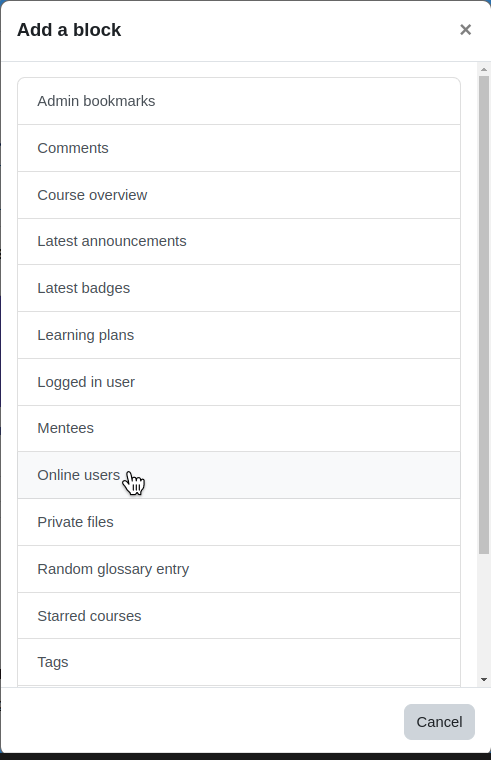 Add a block
×
Admin bookmarks
Comments
Course overview
Latest announcements
Latest badges
Learning plans
Logged in user
Mentees
Online users
Private files
Random glossary entry
Starred courses
Tags
Cancel